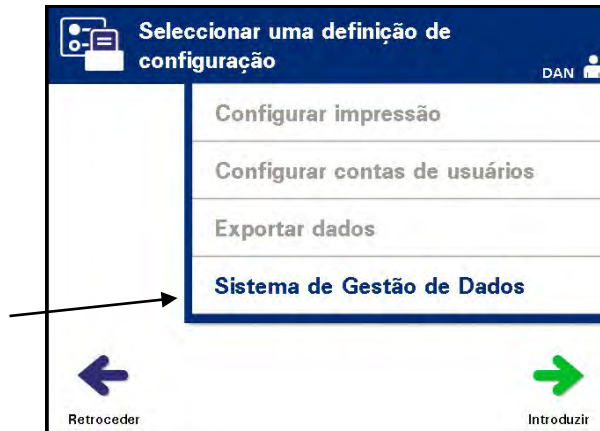 Seleccionar uma definição de
configuração
DAN
Configurar impressão
Configurar contas de usuários
Exportar dados
Sistema de Gestão de Dados
Retroceder
Introduzir